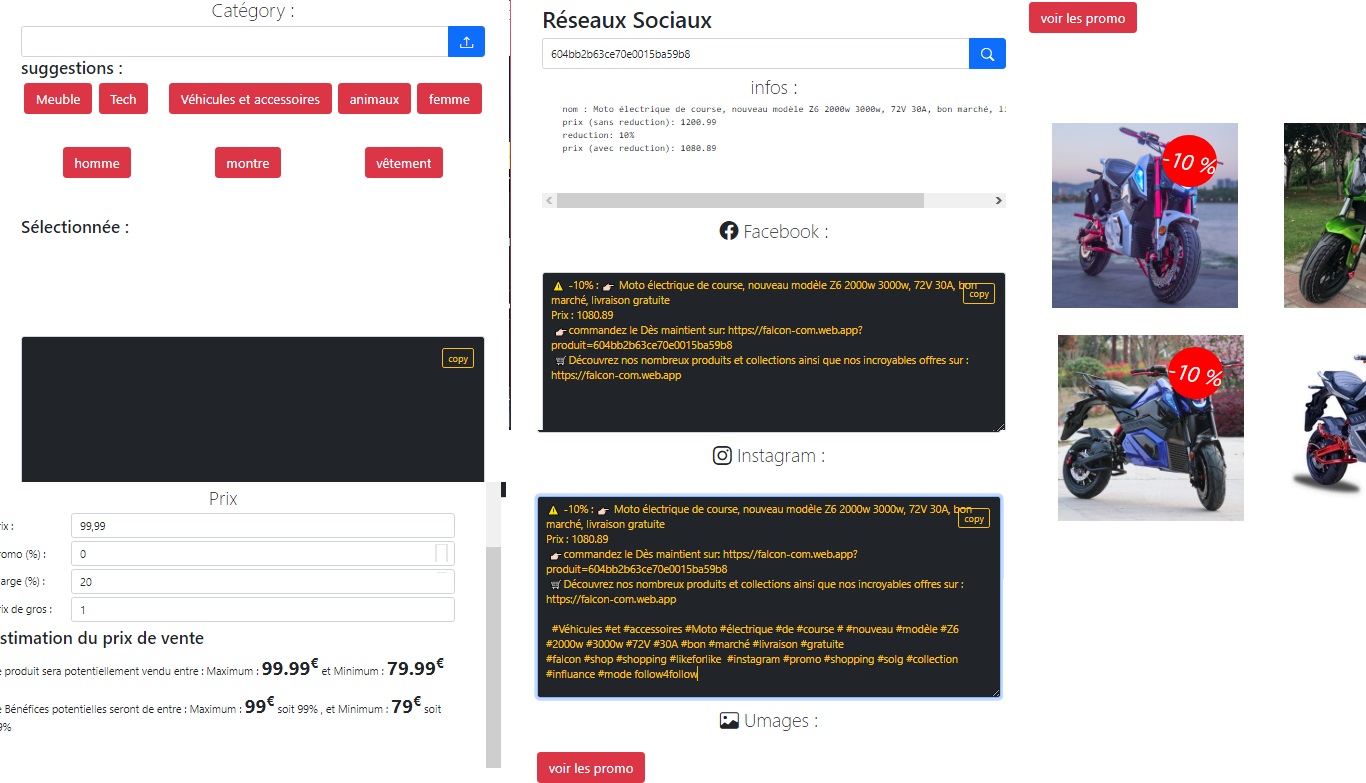 Catégory :
suggestions :
Meuble Tech Véhicules et accessoires animaux femme
homme montre vêtement
Sélectionnée :
copy
Prix
rix : 99,99
romo (%) : 0
arge (%) : 20
rix de gros : 1
stimation du prix de vente
e produit sera potentiellement vendu entre : Maximum : 99.99€ et Minimum : 79.99€
e Bénéfices potentielles seront de entre : Maximum : 99€ soit 99% , et Minimum : 79€ soit
9%
Réseaux Sociaux
604bb2b63ce70e0015ba59b8
infos :
nom : Moto électrique de course, nouveau modèle Z6 2000w 3000w, 72V 30A, bon marché, l
prix (sans reduction): 1200.99
reduction: 10%
prix (avec reduction): 1080.89
Facebook :
⚠ -10% : 👉 Moto électrique de course, nouveau modèle Z6 2000w 3000w, 72V 30A, bon
marché, livraison gratuite
copy
Prix : 1080.89
👉commandez le Dès maintient sur: https://falcon-com.web.app?
produit=604bb2b63ce70e0015ba59b8
🛒Découvrez nos nombreux produits et collections ainsi que nos incroyables offres sur :
https://falcon-com.web.app
Instagram :
⚠ -10% : 👉 Moto électrique de course, nouveau modèle Z6 2000w 3000w, 72V 30A, bon
marché, livraison gratuite
copy
Prix : 1080.89
👉commandez le Dès maintient sur: https://falcon-com.web.app?
produit=604bb2b63ce70e0015ba59b8
🛒Découvrez nos nombreux produits et collections ainsi que nos incroyables offres sur :
https://falcon-com.web.app
#Véhicules #et #accessoires #Moto #électrique #de #course # #nouveau #modèle #Z6
#2000w #3000w #72V #30A #bon #marché #livraison #gratuite
#falcon #shop #shopping #likeforlike #instagram #promo #shopping #solg #collection
#influance #mode follow4follow
Umages :
voir les promo
voir les promo
-10 %
-10 %